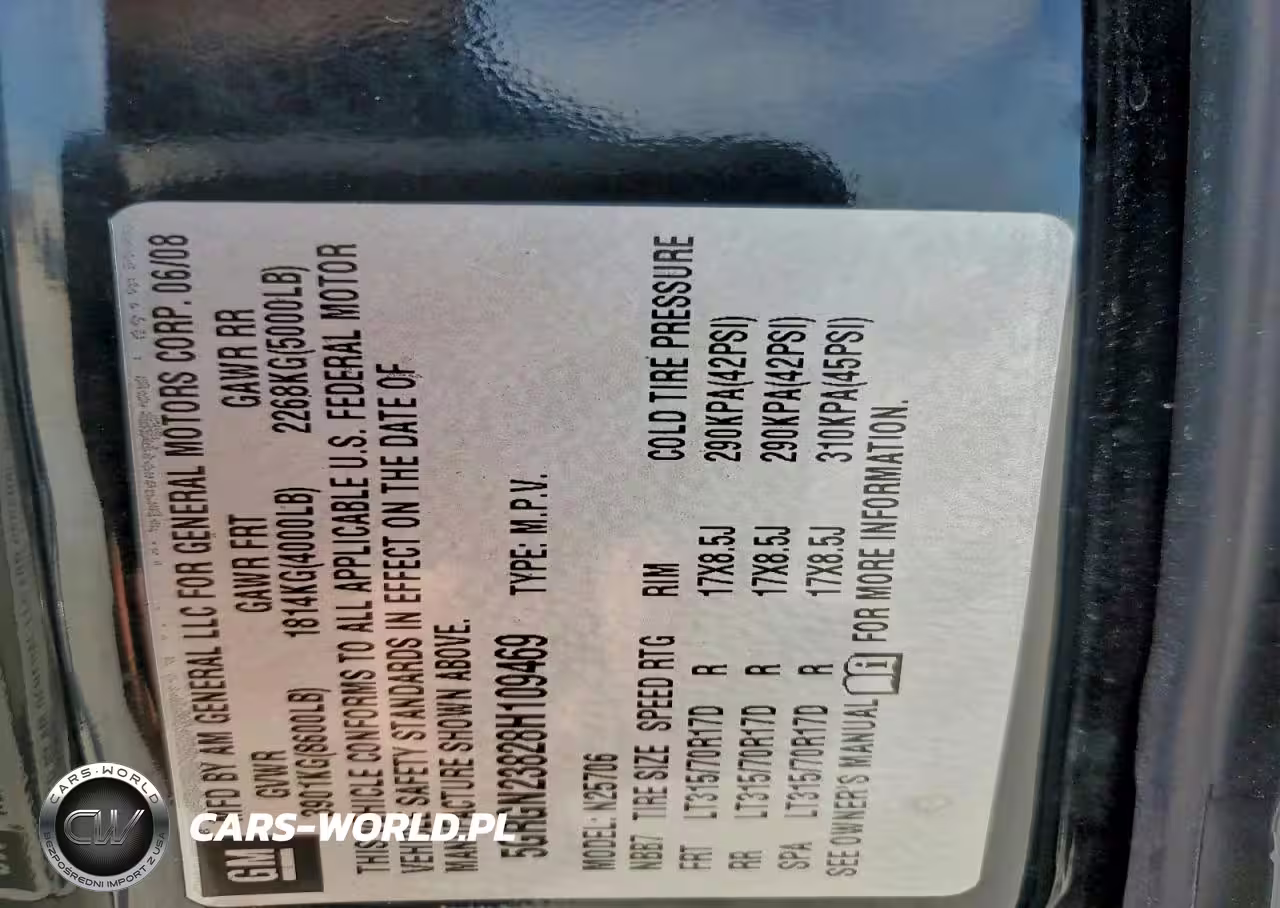 GM
MFD BY AM GENERAL LLC FOR GENERAL MOTORS CORP. 06/08
GVWR GAWR FRT GAWR RR
3901KG(8600LB) 1814KG(4000LB) 2268KG(5000LB)
THIS VEHICLE CONFORMS TO ALL APPLICABLE U.S. FEDERAL MOTOR
VEHICLE SAFETY STANDARDS IN EFFECT ON THE DATE OF
MANUFACTURE SHOWN ABOVE.
5GRGN23828H109469 TYPE: M.P.V.
MODEL: N25706
NBB7 TIRE SIZE SPEED RTG RIM COLD TIRE PRESSURE
FRT LT315/70R17D R 17X8.5J 290KPA(42PSI)
RR LT315/70R17D R 17X8.5J 290KPA(42PSI)
SPA LT315/70R17D R 17X8.5J 310KPA(45PSI)
SEE OWNER'S MANUAL FOR MORE INFORMATION.
CARS-WORLD
CW
BEZPOŚREDNI IMPORT Z USA
CARS-WORLD.PL